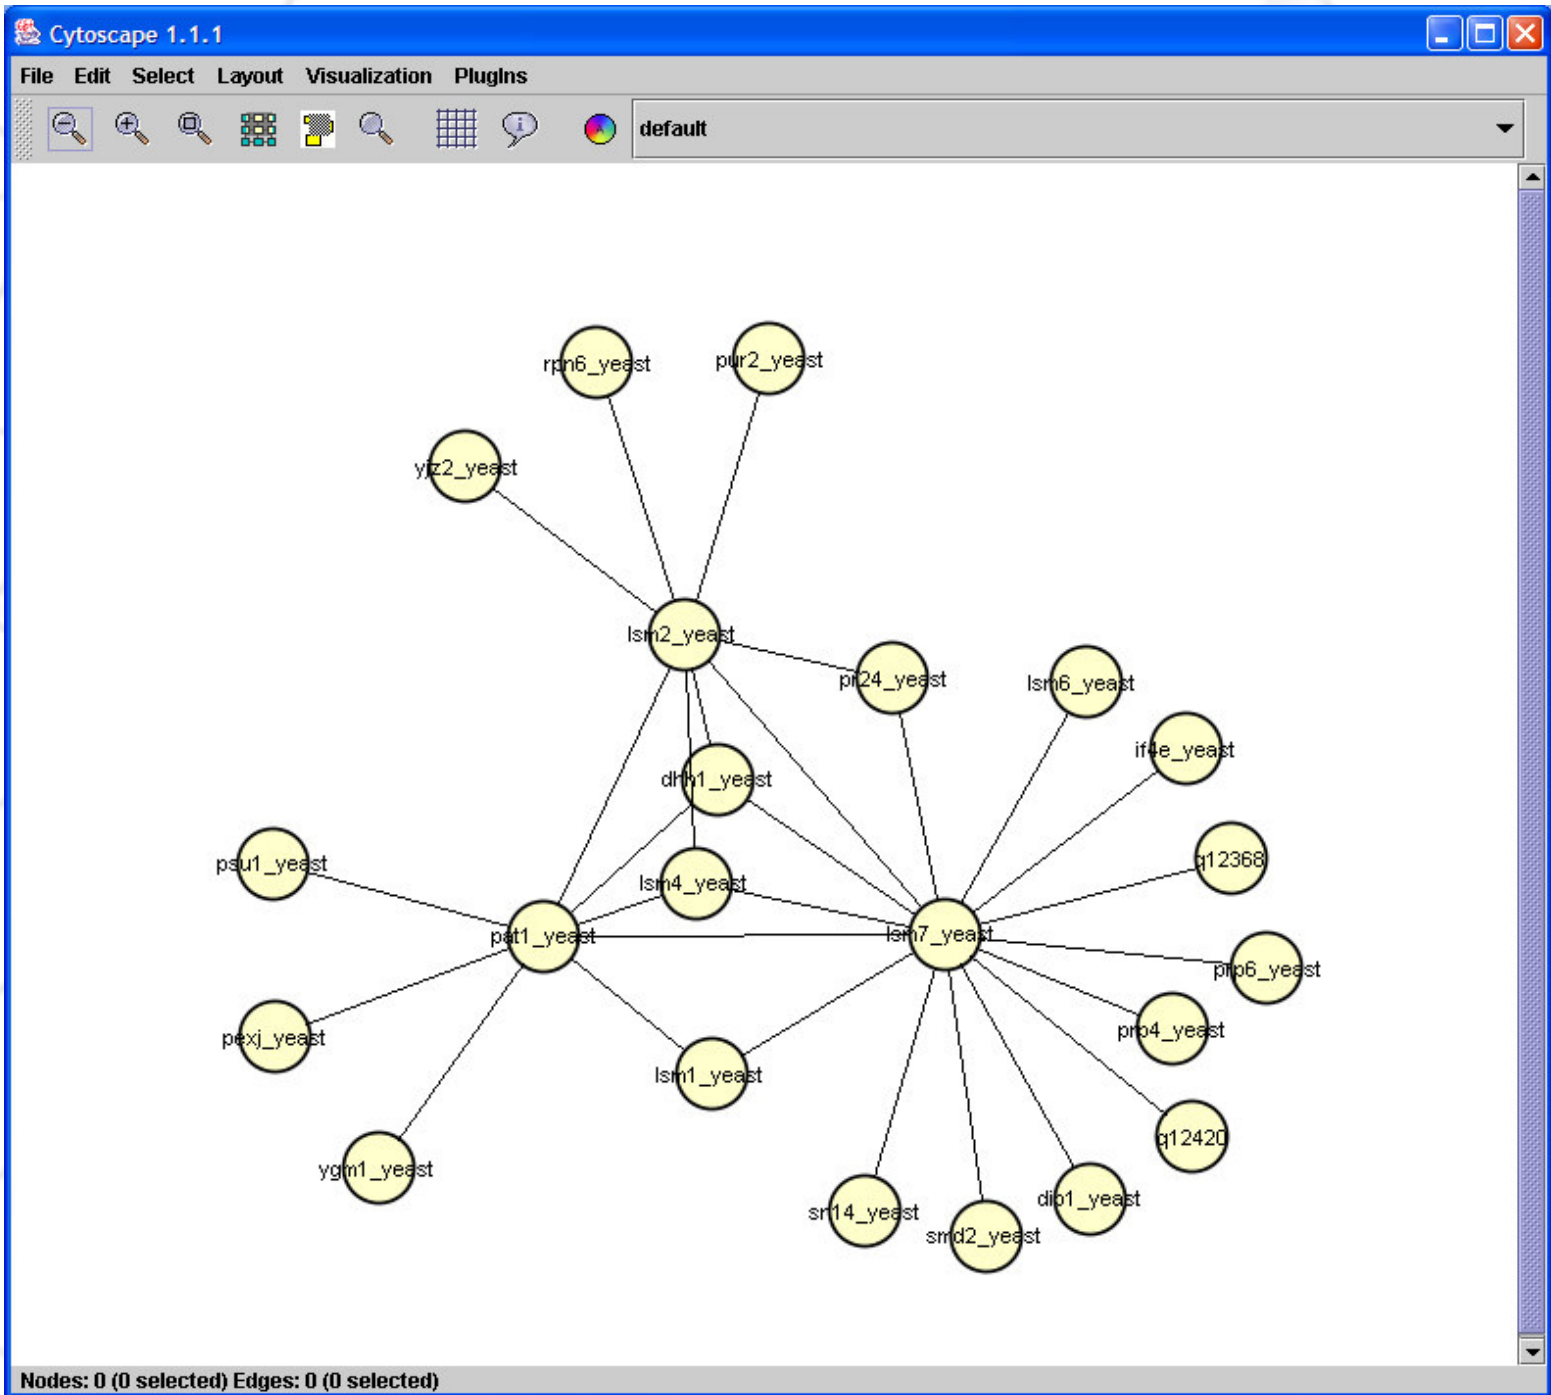 Cytoscape 1.1.1
File Edit Select Layout Visualization PlugIns
default
rpn6_yeast
pur2_yeast
yjz2_yeast
lsm2_yeast
pr24_yeast
lsm6_yeast
if4e_yeast
dhh1_yeast
psu1_yeast
lsm4_yeast
q12368
pat1_yeast
lsm7_yeast
prp6_yeast
pexj_yeast
prp4_yeast
lsm1_yeast
q12420
ygm1_yeast
sn14_yeast
dip1_yeast
smd2_yeast
Nodes: 0 (0 selected) Edges: 0 (0 selected)